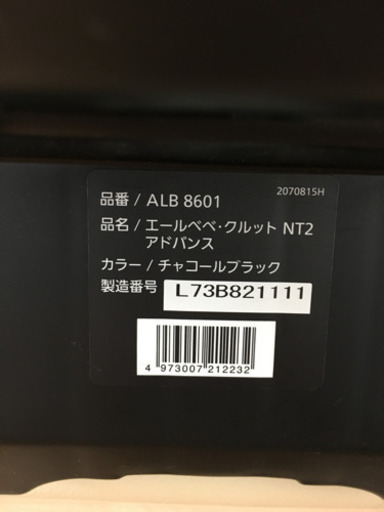 2070815H
品番 / ALB 8601
品名 / エールベベ・クルット NT2
アドバンス
カラー / チャコールブラック
製造番号 L73B821111
4 973007 212232